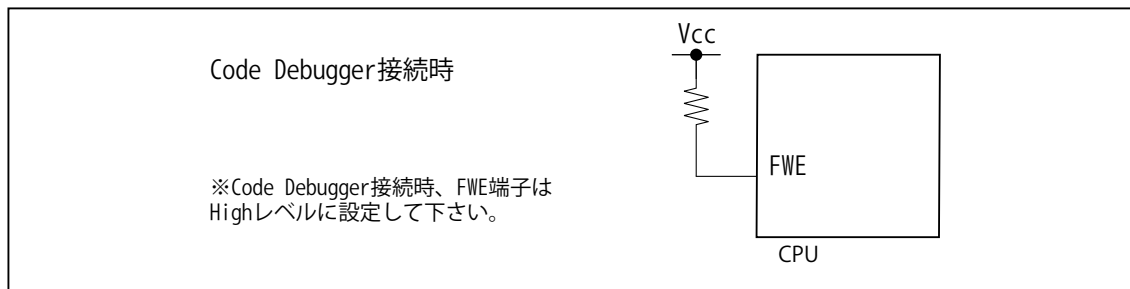 Vcc
Code Debugger接続時
FWE
※Code Debugger接続時、FWE端子は
Highレベルに設定して下さい。
CPU